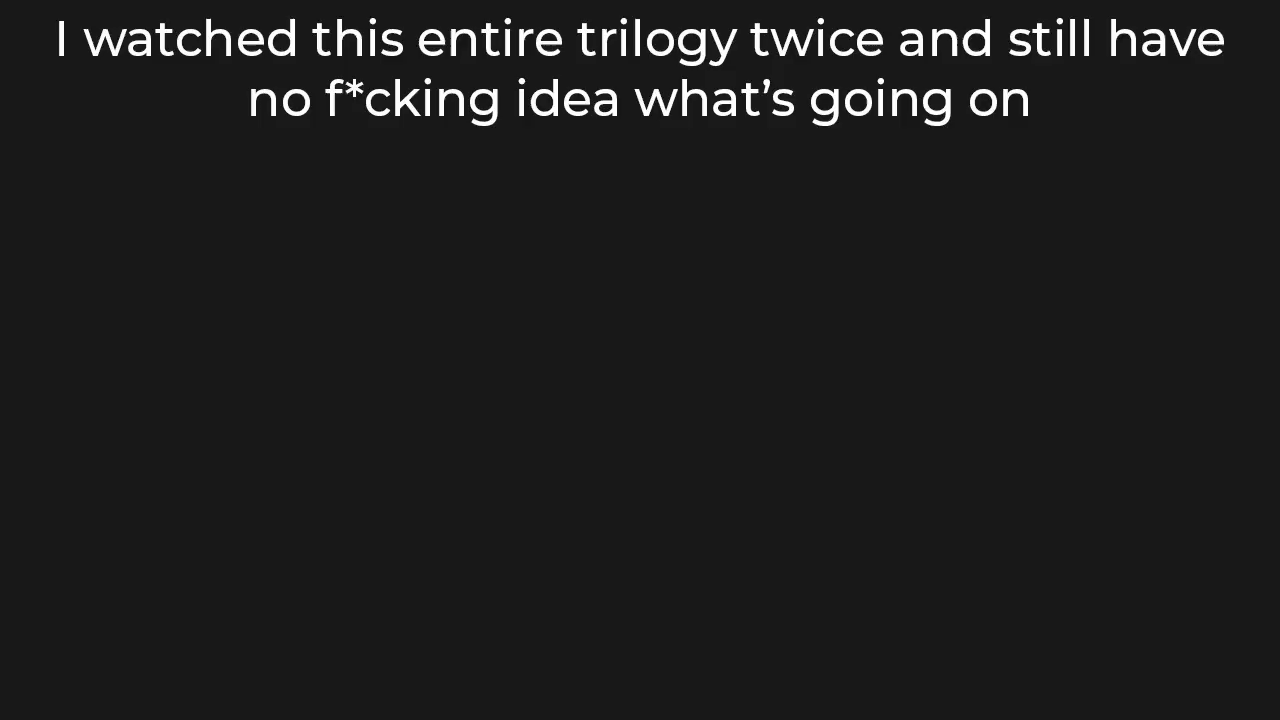 I watched this entire trilogy twice and still have
no f*cking idea what’s going on